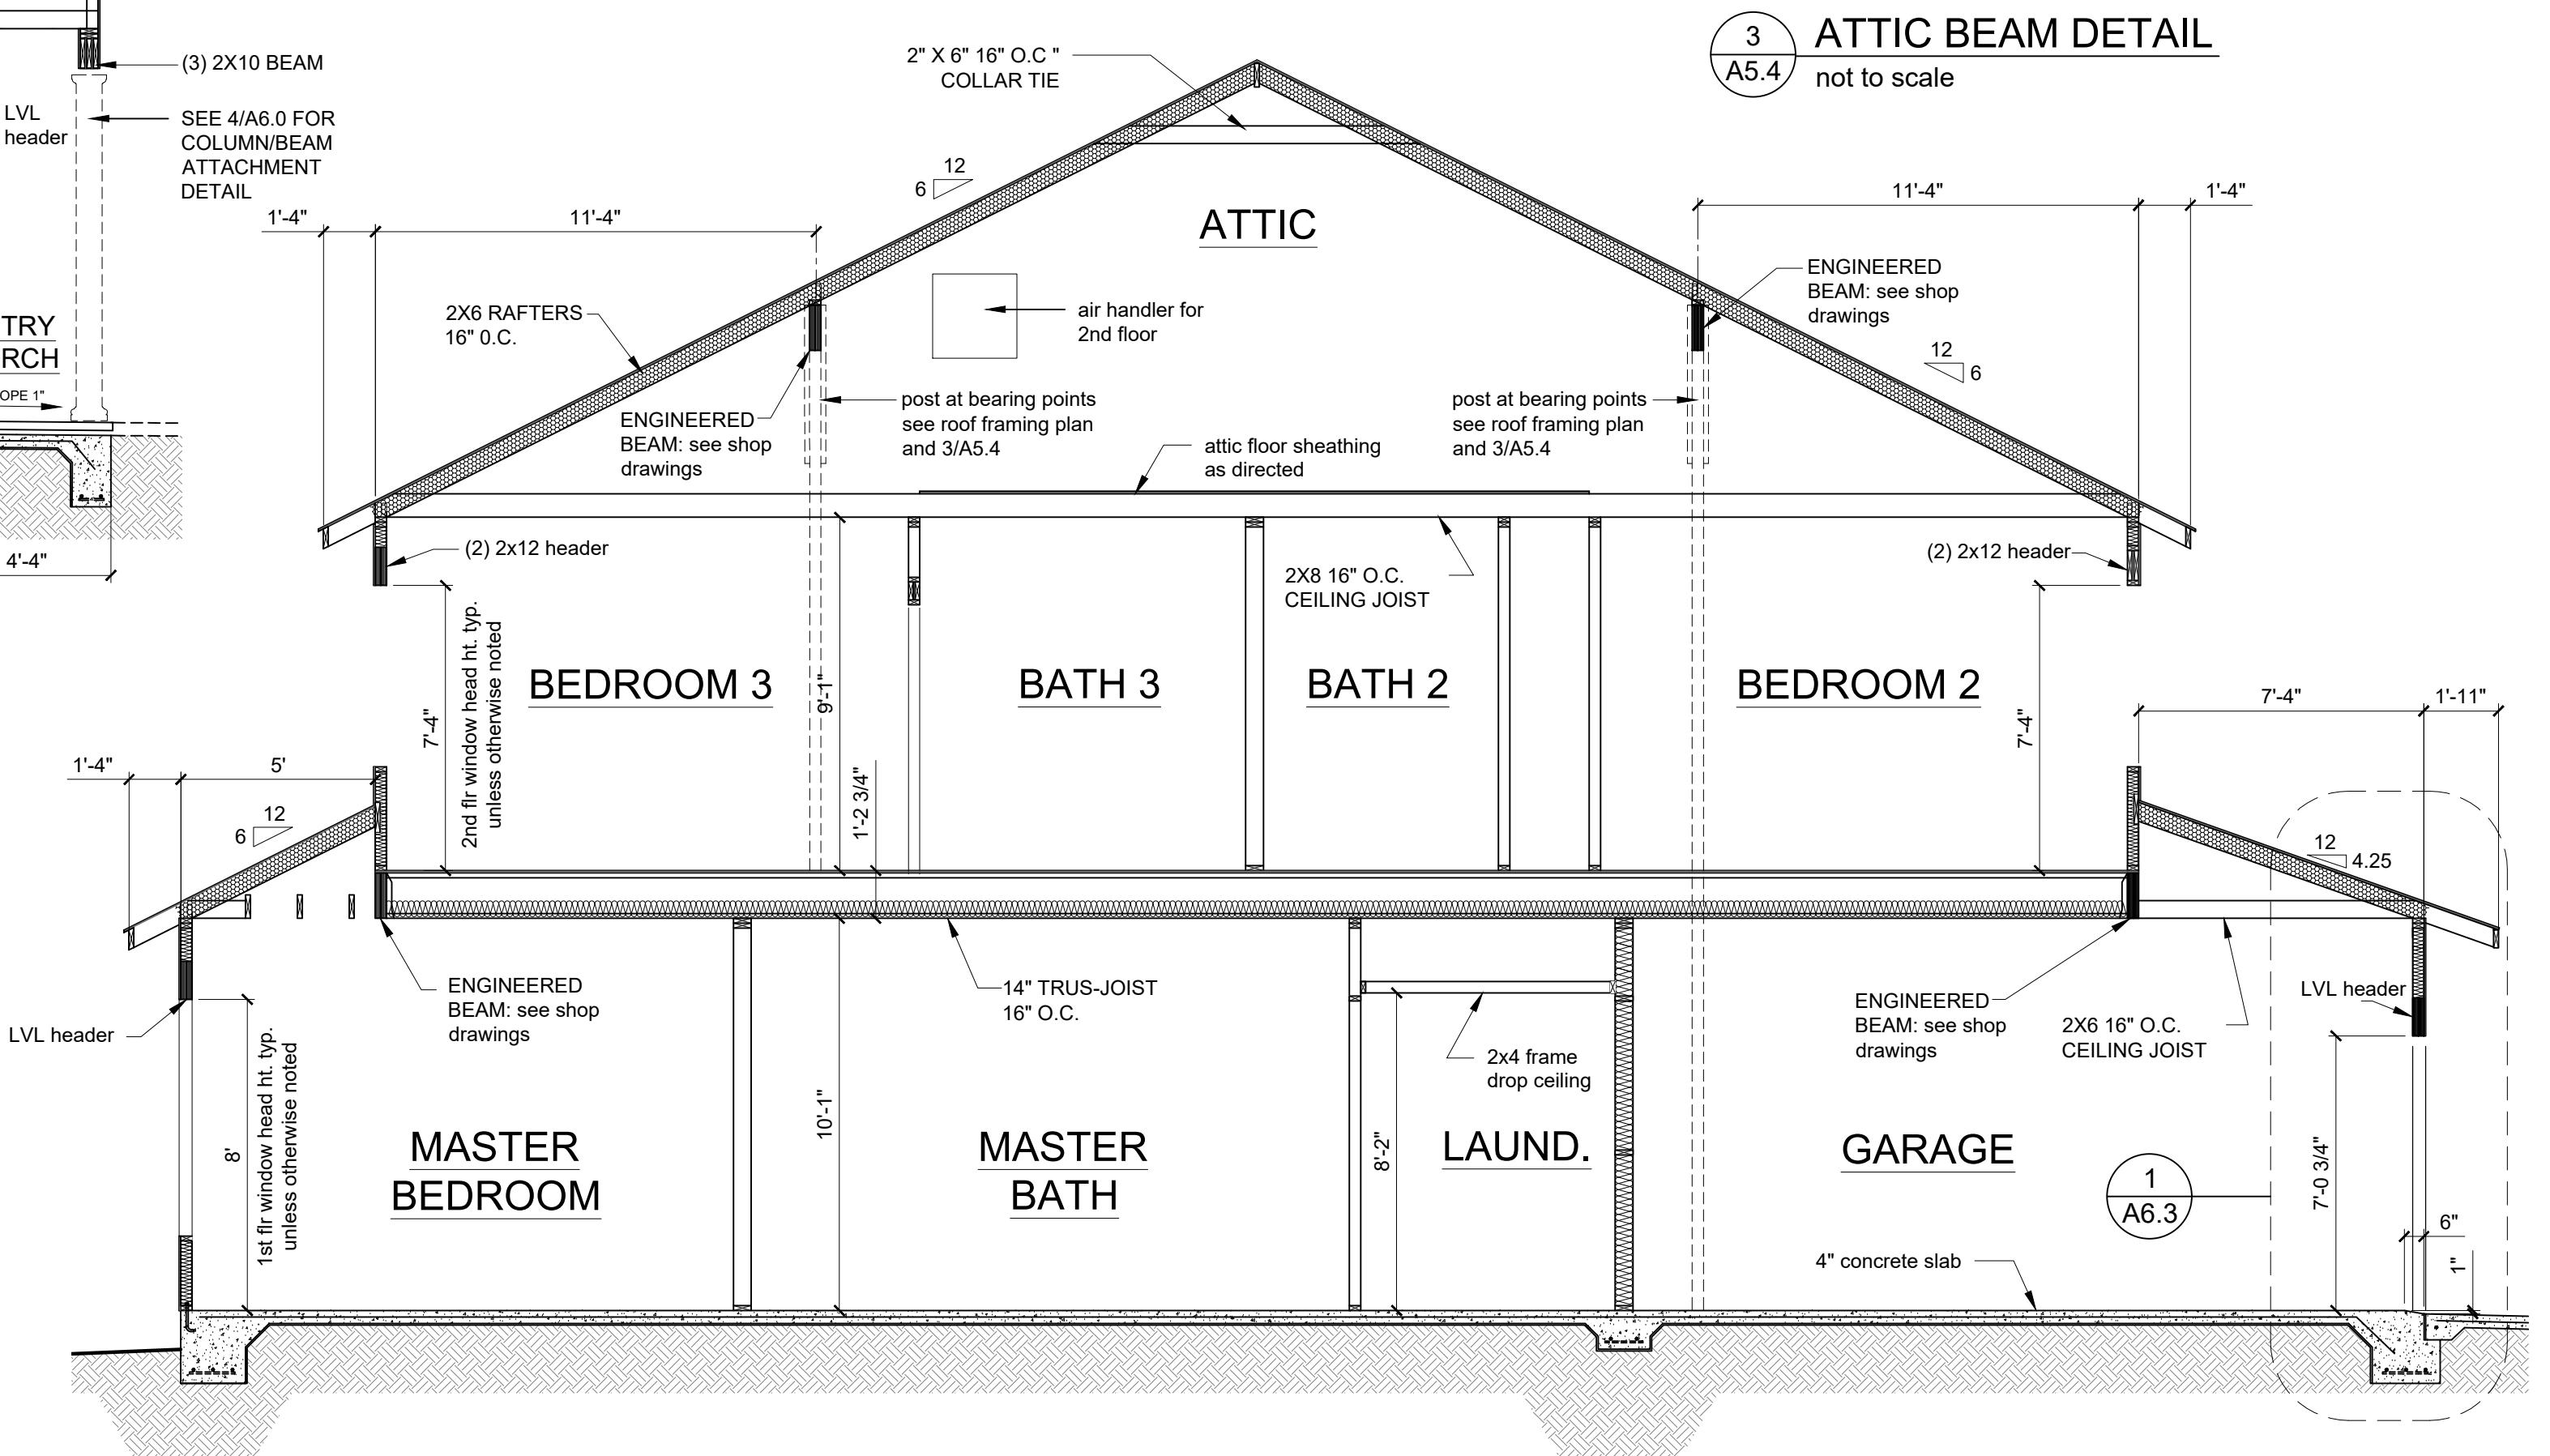 3
A5.4
ATTIC BEAM DETAIL
not to scale
(3) 2X10 BEAM
LVL
header
SEE 4/A6.0 FOR
COLUMN/BEAM
ATTACHMENT
DETAIL
TRY
RCH
OPE 1"
4'-4"
2" X 6" 16" O.C "
COLLAR TIE
12
6
1'-4"
11'-4"
ATTIC
11'-4"
1'-4"
2X6 RAFTERS
16" 0.C.
air handler for
2nd floor
ENGINEERED
BEAM: see shop
drawings
12
6
ENGINEERED
BEAM: see shop
drawings
post at bearing points
see roof framing plan
and 3/A5.4
attic floor sheathing
as directed
post at bearing points
see roof framing plan
and 3/A5.4
(2) 2x12 header
2X8 16" O.C.
CEILING JOIST
(2) 2x12 header
7'-4"
2nd flr window head ht. typ.
unless otherwise noted
BEDROOM 3
9'-1"
BATH 3
BATH 2
BEDROOM 2
7'-4"
7'-4"
1'-11"
1'-4"
5'
12
6
1'-2 3/4"
12
4.25
LVL header
ENGINEERED
BEAM: see shop
drawings
14" TRUS-JOIST
16" O.C.
2x4 frame
drop ceiling
ENGINEERED
BEAM: see shop
drawings
2X6 16" O.C.
CEILING JOIST
LVL header
8'
1st flr window head ht. typ.
unless otherwise noted
MASTER
BEDROOM
10'-1"
MASTER
BATH
8'-2"
LAUND.
GARAGE
1
A6.3
7'-0 3/4"
6"
1"
4" concrete slab